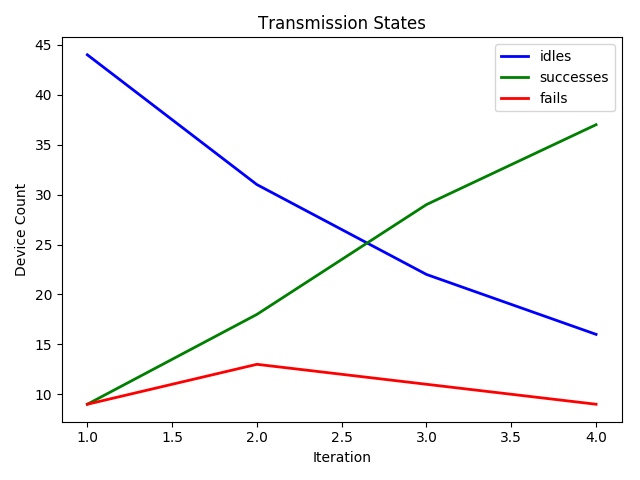 Transmission States
45
40
35
30
25
20
15
10
Device Count
idles
successes
fails
1.0 1.5 2.0 2.5 3.0 3.5 4.0
Iteration